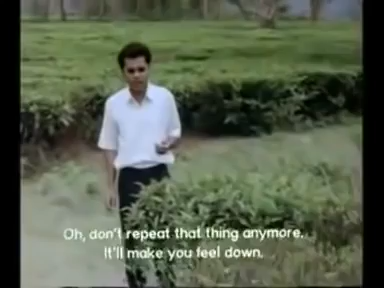 Oh, don't repeat that thing anymore.
It'll make you feel down.